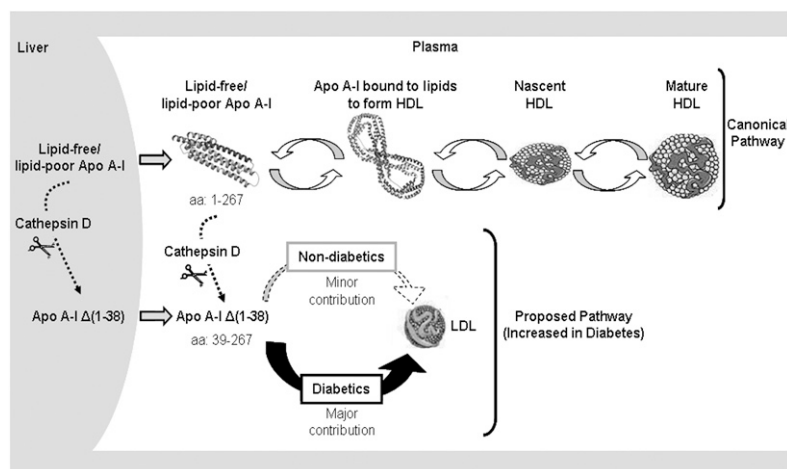 Liver
Plasma
Lipid-free/
lipid-poor Apo A-I
Apo A-I bound to lipids
to form HDL
Nascent
HDL
Mature
HDL
Canonical
Pathway
Lipid-free/
lipid-poor Apo A-I
aa: 1-267
Cathepsin D
Cathepsin D
Apo A-I Δ(1-38)
Apo A-I Δ(1-38)
aa: 39-267
Non-diabetics
Minor
contribution
LDL
Proposed Pathway
(Increased in Diabetes)
Diabetics
Major
contribution